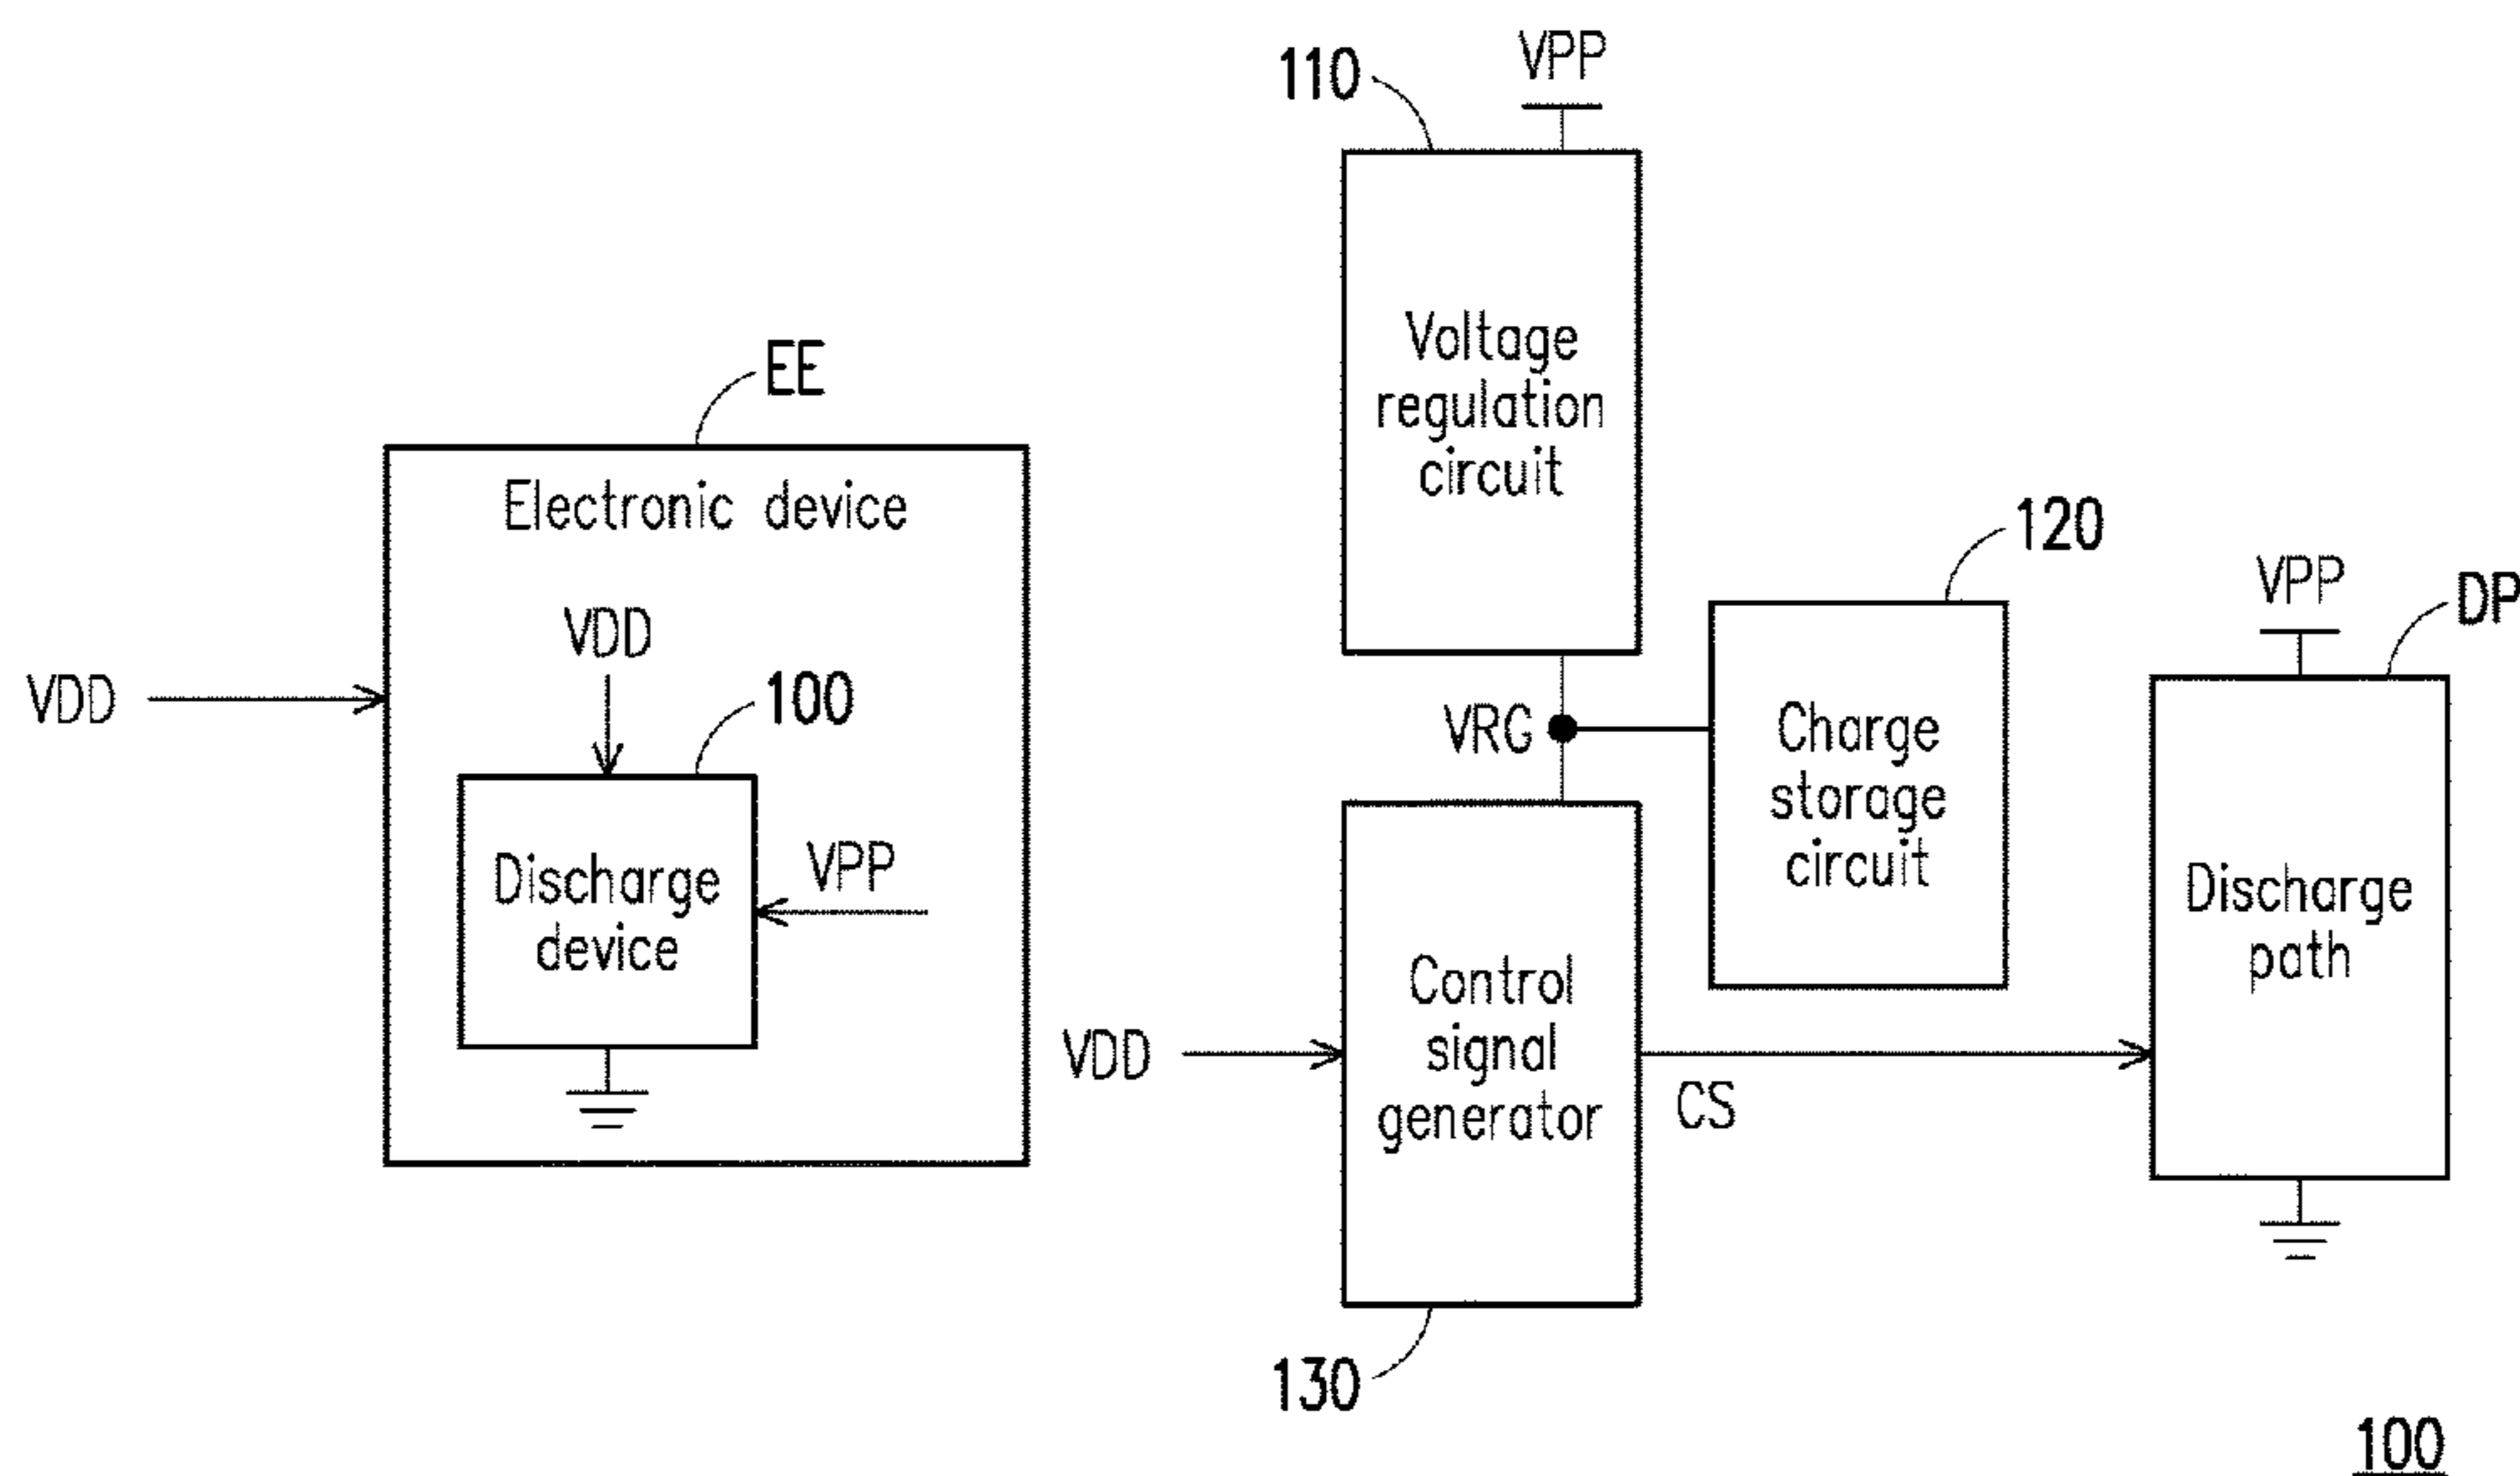 EE
Electronic device
VDD
VDD
100
Discharge
device
VPP
110
VPP
Voltage
regulation
circuit
VRG
120
Charge
storage
circuit
VDD
Control
signal
generator
CS
130
VPP
DP
Discharge
path
100